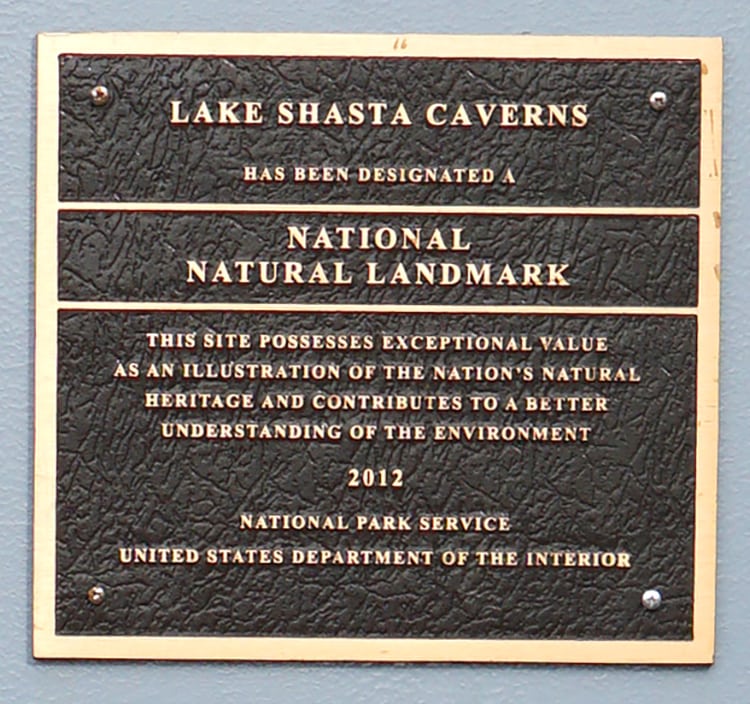 LAKE SHASTA CAVERNS
HAS BEEN DESIGNATED A
NATIONAL
NATURAL LANDMARK
THIS SITE POSSESSES EXCEPTIONAL VALUE
AS AN ILLUSTRATION OF THE NATION'S NATURAL
HERITAGE AND CONTRIBUTES TO A BETTER
UNDERSTANDING OF THE ENVIRONMENT
2012
NATIONAL PARK SERVICE
UNITED STATES DEPARTMENT OF THE INTERIOR